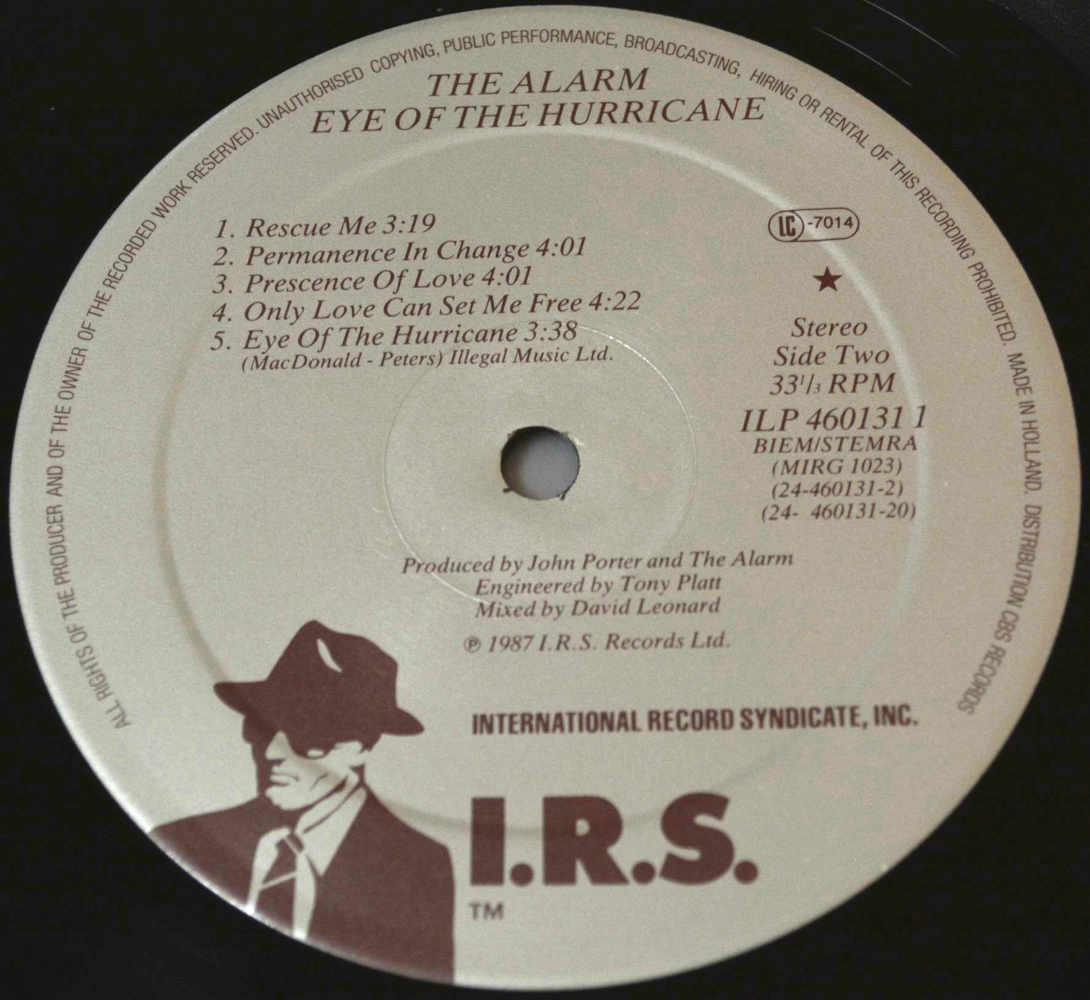 ALL RIGHTS OF THE PRODUCER AND OF THE OWNER OF THE RECORDED WORK RESERVED. UNAUTHORISED COPYING, PUBLIC PERFORMANCE, BROADCASTING, HIRING OR RENTAL OF THIS RECORDING PROHIBITED. MADE IN HOLLAND. DISTRIBUTION CBS RECORDS
THE ALARM
EYE OF THE HURRICANE
1. Rescue Me 3:19
2. Permanence In Change 4:01
3. Prescence Of Love 4:01
4. Only Love Can Set Me Free 4:22
5. Eye Of The Hurricane 3:38
(MacDonald - Peters) Illegal Music Ltd.
LC -7014
★
Stereo
Side Two
33¹/₃ RPM
ILP 460131 1
BIEM/STEMRA
(MIRG 1023)
(24-460131-2)
(24- 460131-20)
Produced by John Porter and The Alarm
Engineered by Tony Platt
Mixed by David Leonard
℗ 1987 I.R.S. Records Ltd.
INTERNATIONAL RECORD SYNDICATE, INC.
I.R.S.
TM